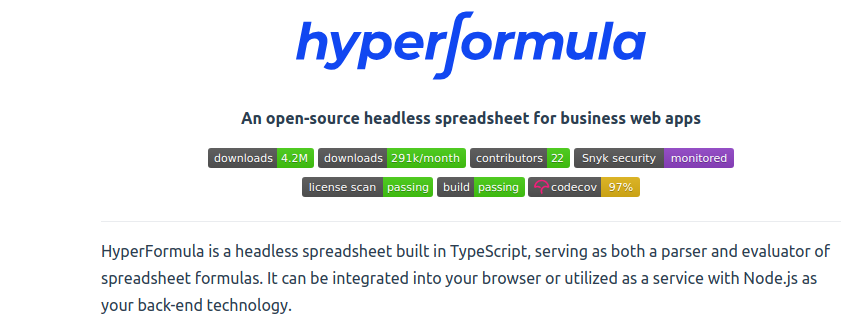 hyperformula
An open-source headless spreadsheet for business web apps
downloads 4.2M downloads 291k/month contributors 22 Snyk security monitored
license scan passing build passing codecov 97%
HyperFormula is a headless spreadsheet built in TypeScript, serving as both a parser and evaluator of
spreadsheet formulas. It can be integrated into your browser or utilized as a service with Node.js as
your back-end technology.